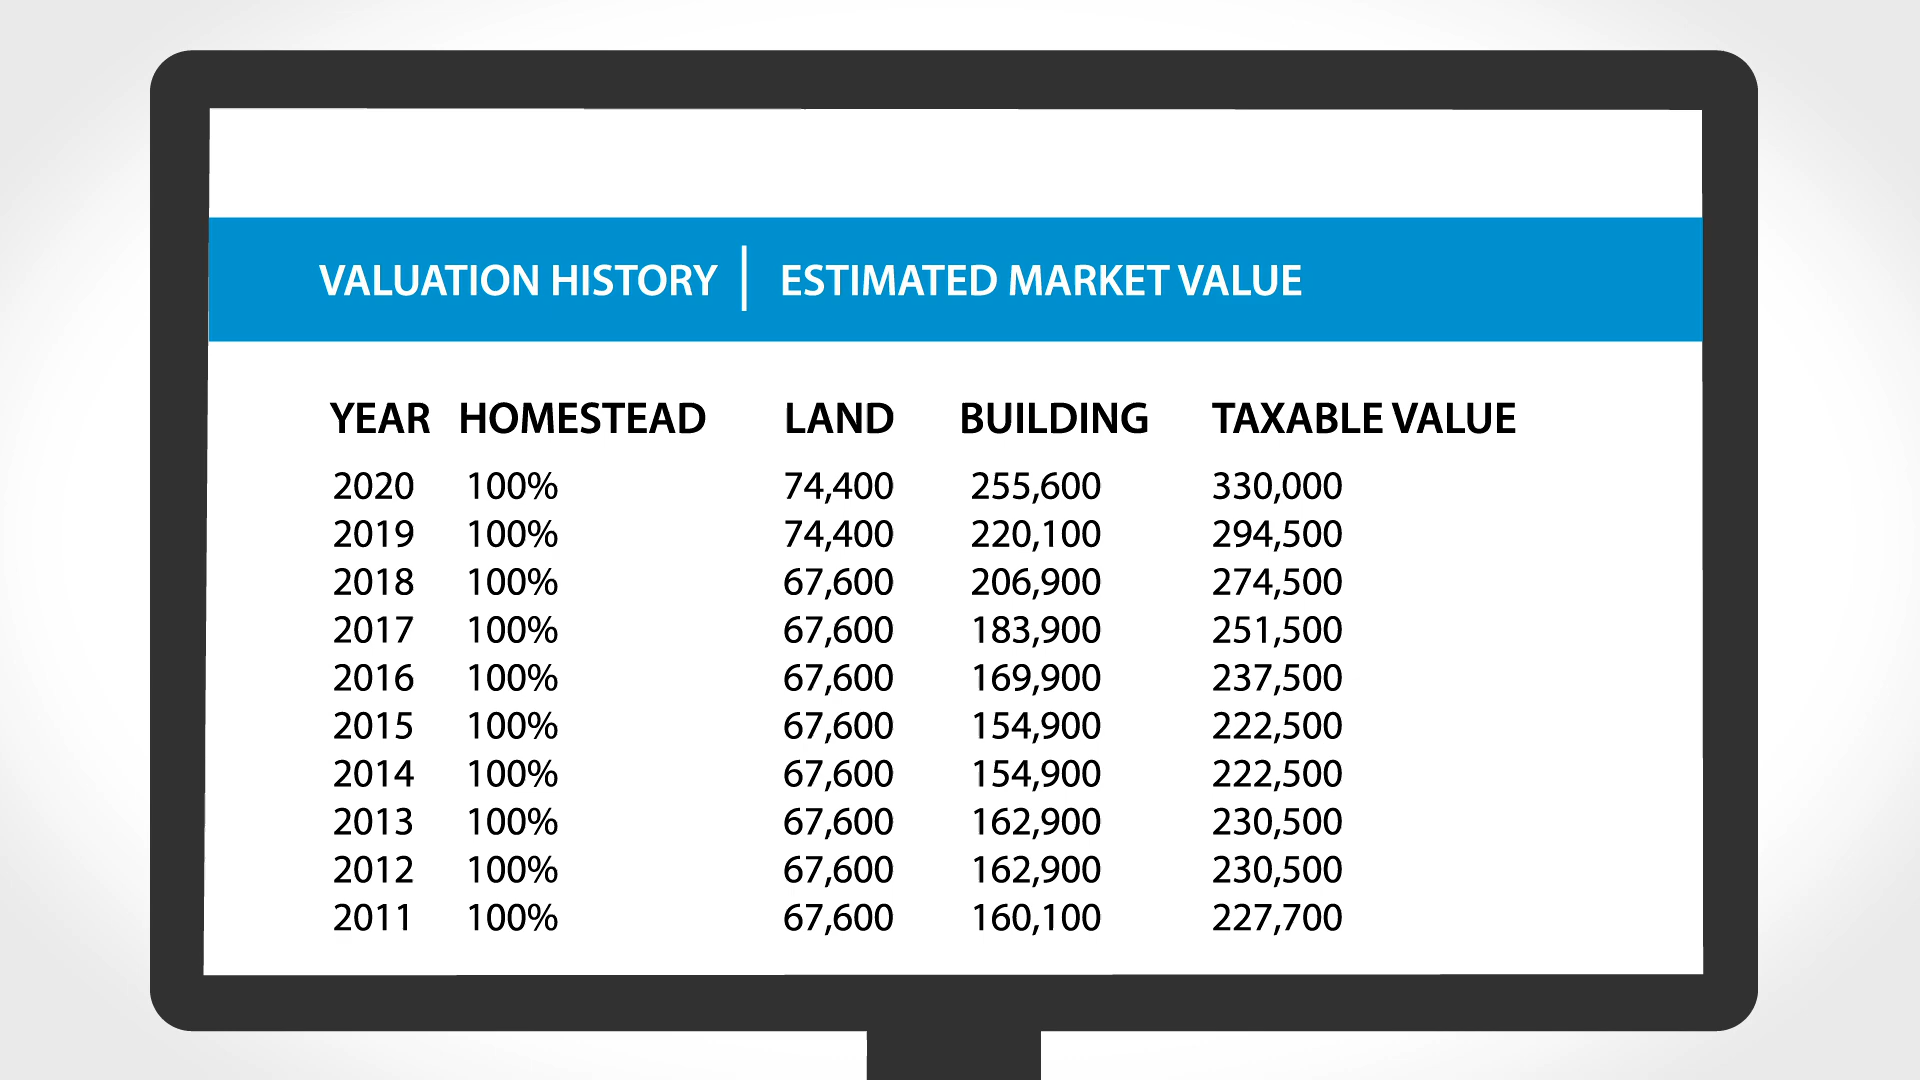 VALUATION HISTORY | ESTIMATED MARKET VALUE
YEAR HOMESTEAD LAND BUILDING TAXABLE VALUE
2020 100% 74,400 255,600 330,000
2019 100% 74,400 220,100 294,500
2018 100% 67,600 206,900 274,500
2017 100% 67,600 183,900 251,500
2016 100% 67,600 169,900 237,500
2015 100% 67,600 154,900 222,500
2014 100% 67,600 154,900 222,500
2013 100% 67,600 162,900 230,500
2012 100% 67,600 162,900 230,500
2011 100% 67,600 160,100 227,700